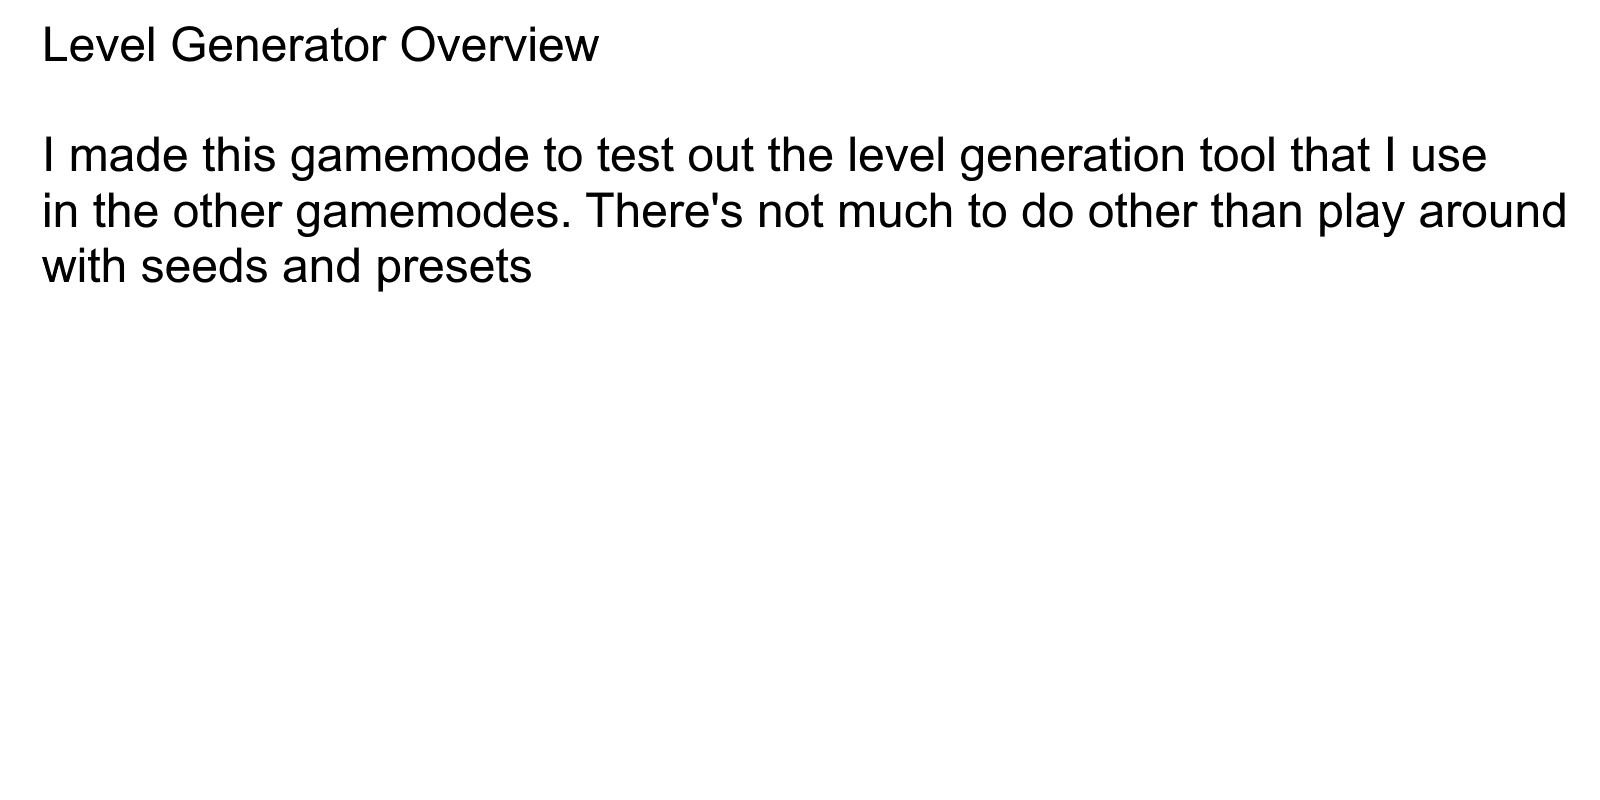 Level Generator Overview
I made this gamemode to test out the level generation tool that I use
in the other gamemodes. There's not much to do other than play around
with seeds and presets